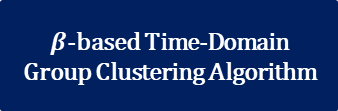 β-based Time-Domain
Group Clustering Algorithm